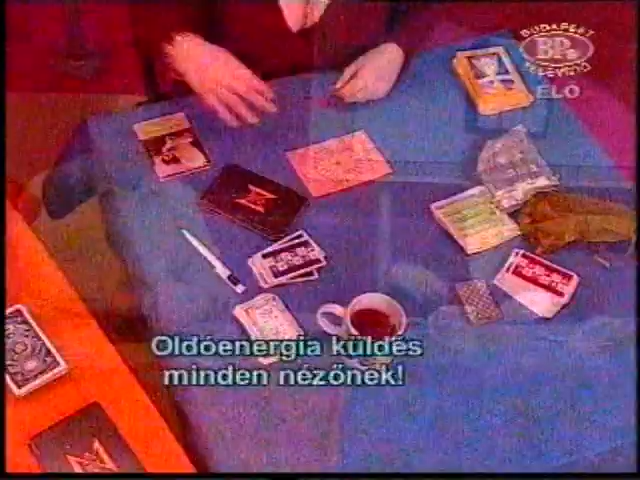 BUDAPEST
BP
TELEVÍZIÓ
ÉLŐ
Oldóenergia küldés
minden nézőnek!